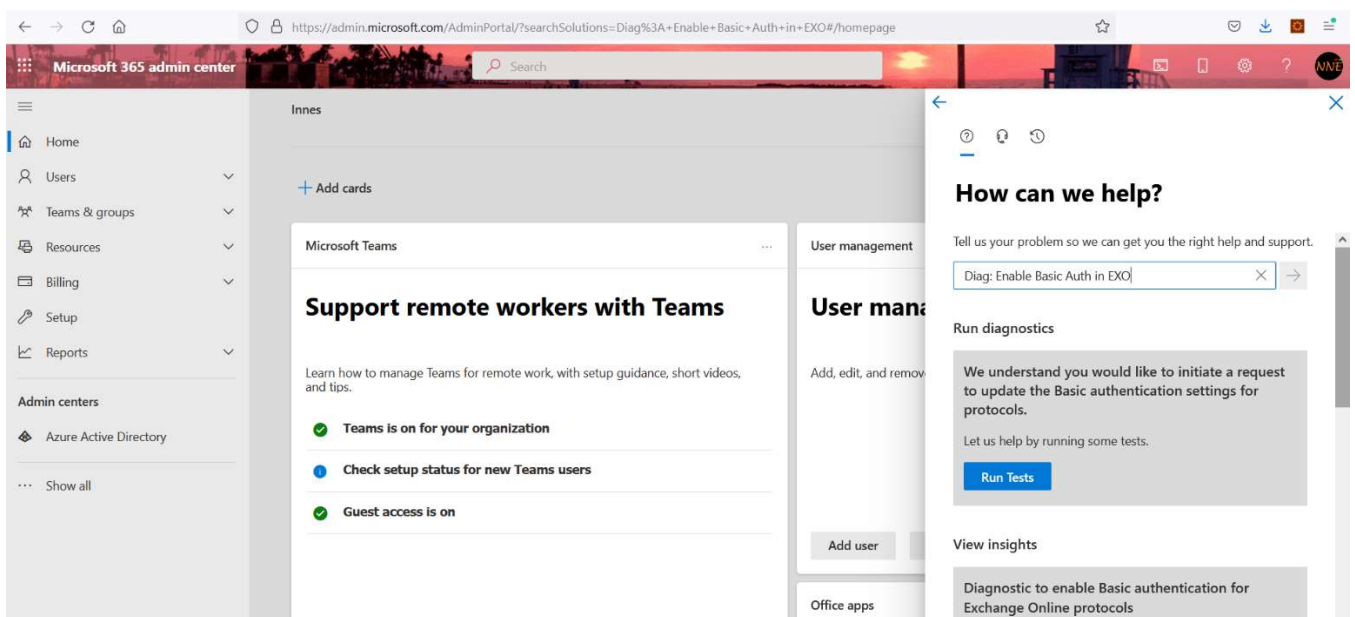 https://admin.microsoft.com/AdminPortal/?searchSolutions=Diag%3A+Enable+Basic+Auth+in+EXO#/homepage
Microsoft 365 admin center
Search
NNE
Innes
Home
Users
Teams & groups
Resources
Billing
Setup
Reports
Admin centers
Azure Active Directory
Show all
Add cards
Microsoft Teams
Support remote workers with Teams
Learn how to manage Teams for remote work, with setup guidance, short videos,
and tips.
Teams is on for your organization
Check setup status for new Teams users
Guest access is on
User management
User mana
Add, edit, and remov
Add user
Office apps
How can we help?
Tell us your problem so we can get you the right help and support.
Diag: Enable Basic Auth in EXO
Run diagnostics
We understand you would like to initiate a request
to update the Basic authentication settings for
protocols.
Let us help by running some tests.
Run Tests
View insights
Diagnostic to enable Basic authentication for
Exchange Online protocols